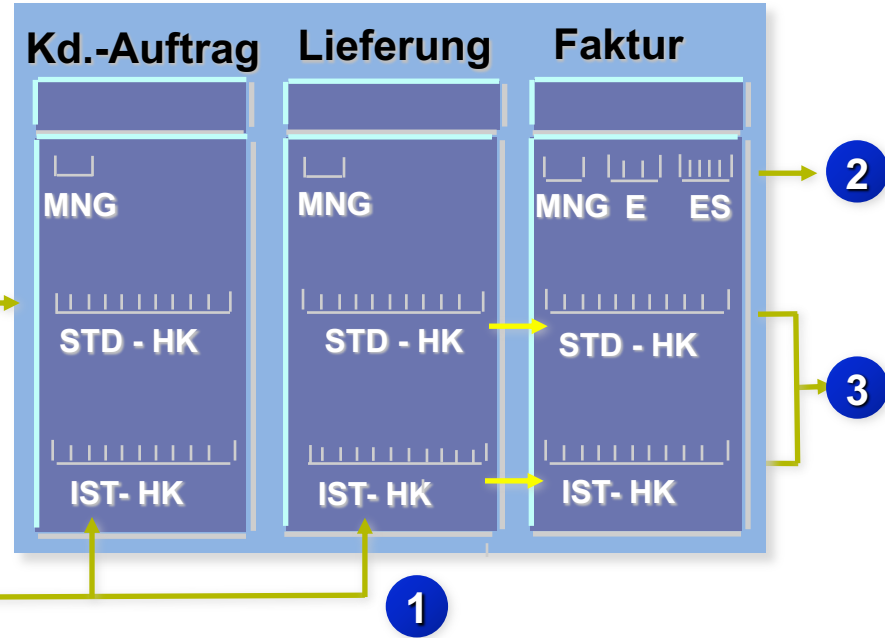 Kd.-Auftrag
Lieferung
Faktur
MNG
MNG
MNG E ES
2
STD - HK
STD - HK
STD - HK
3
IST- HK
IST- HK
IST- HK
1